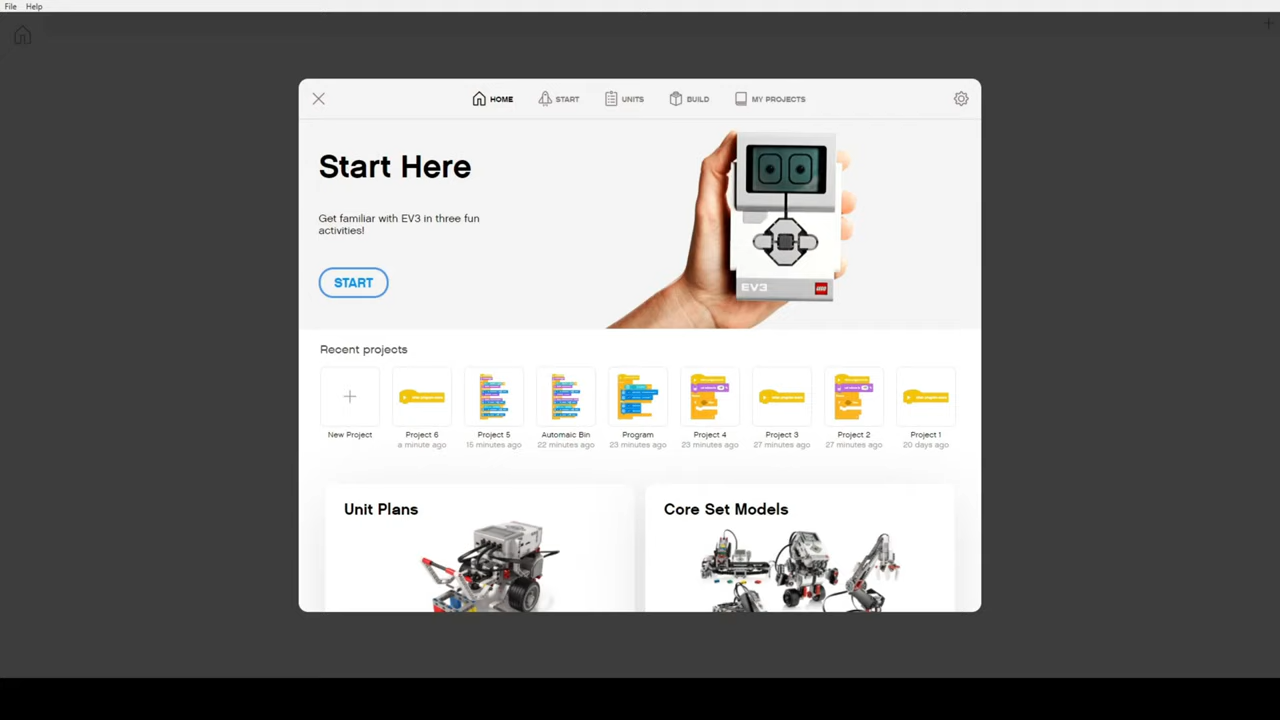 File Help
HOME START UNITS BUILD MY PROJECTS
Start Here
Get familiar with EV3 in three fun
activities!
START
EV3
LEGO
Recent projects
New Project Project 6 Project 5 Automaic Bin Program Project 4 Project 3 Project 2 Project 1
a minute ago 15 minutes ago 22 minutes ago 23 minutes ago 23 minutes ago 27 minutes ago 27 minutes ago 20 days ago
Unit Plans
Core Set Models